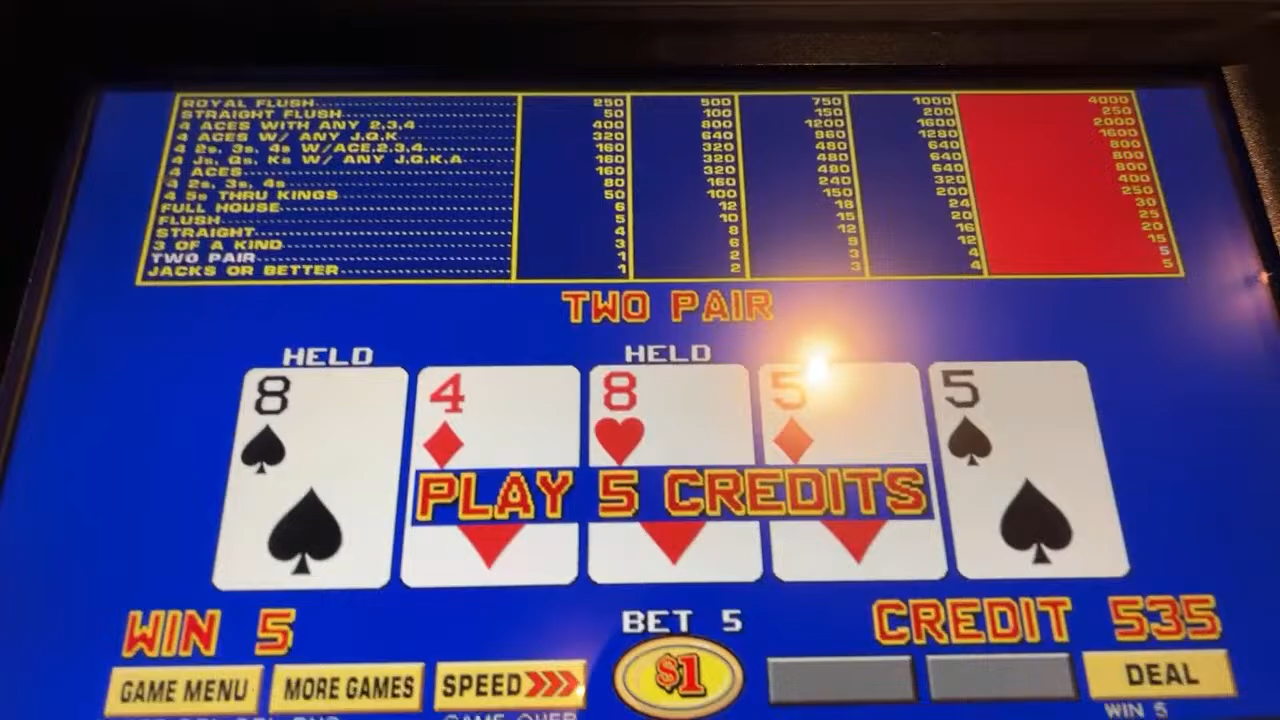 ROYAL FLUSH 250 500 750 1000 4000
STRAIGHT FLUSH 50 100 150 200 250
4 ACES WITH ANY 2,3,4 400 800 1200 1600 2000
4 ACES W/ ANY J,Q,K 320 640 960 1280 1600
4 2s, 3s, 4s W/ACE,2,3,4 160 320 480 640 800
4 Js, Qs, Ks W/ ANY J,Q,K,A 160 320 480 640 800
4 ACES 160 320 480 640 800
4 2s, 3s, 4s 80 160 240 320 400
4 5s THRU KINGS 50 100 150 200 250
FULL HOUSE 6 12 18 24 30
FLUSH 5 10 15 20 25
STRAIGHT 4 8 12 16 20
3 OF A KIND 3 6 9 12 15
TWO PAIR 1 2 3 4 5
JACKS OR BETTER 1 2 3 4 5
TWO PAIR
HELD HELD
8 4 8 5 5
PLAY 5 CREDITS
WIN 5 BET 5 CREDIT 535
GAME MENU MORE GAMES SPEED $1 DEAL
GAME OVER WIN 5